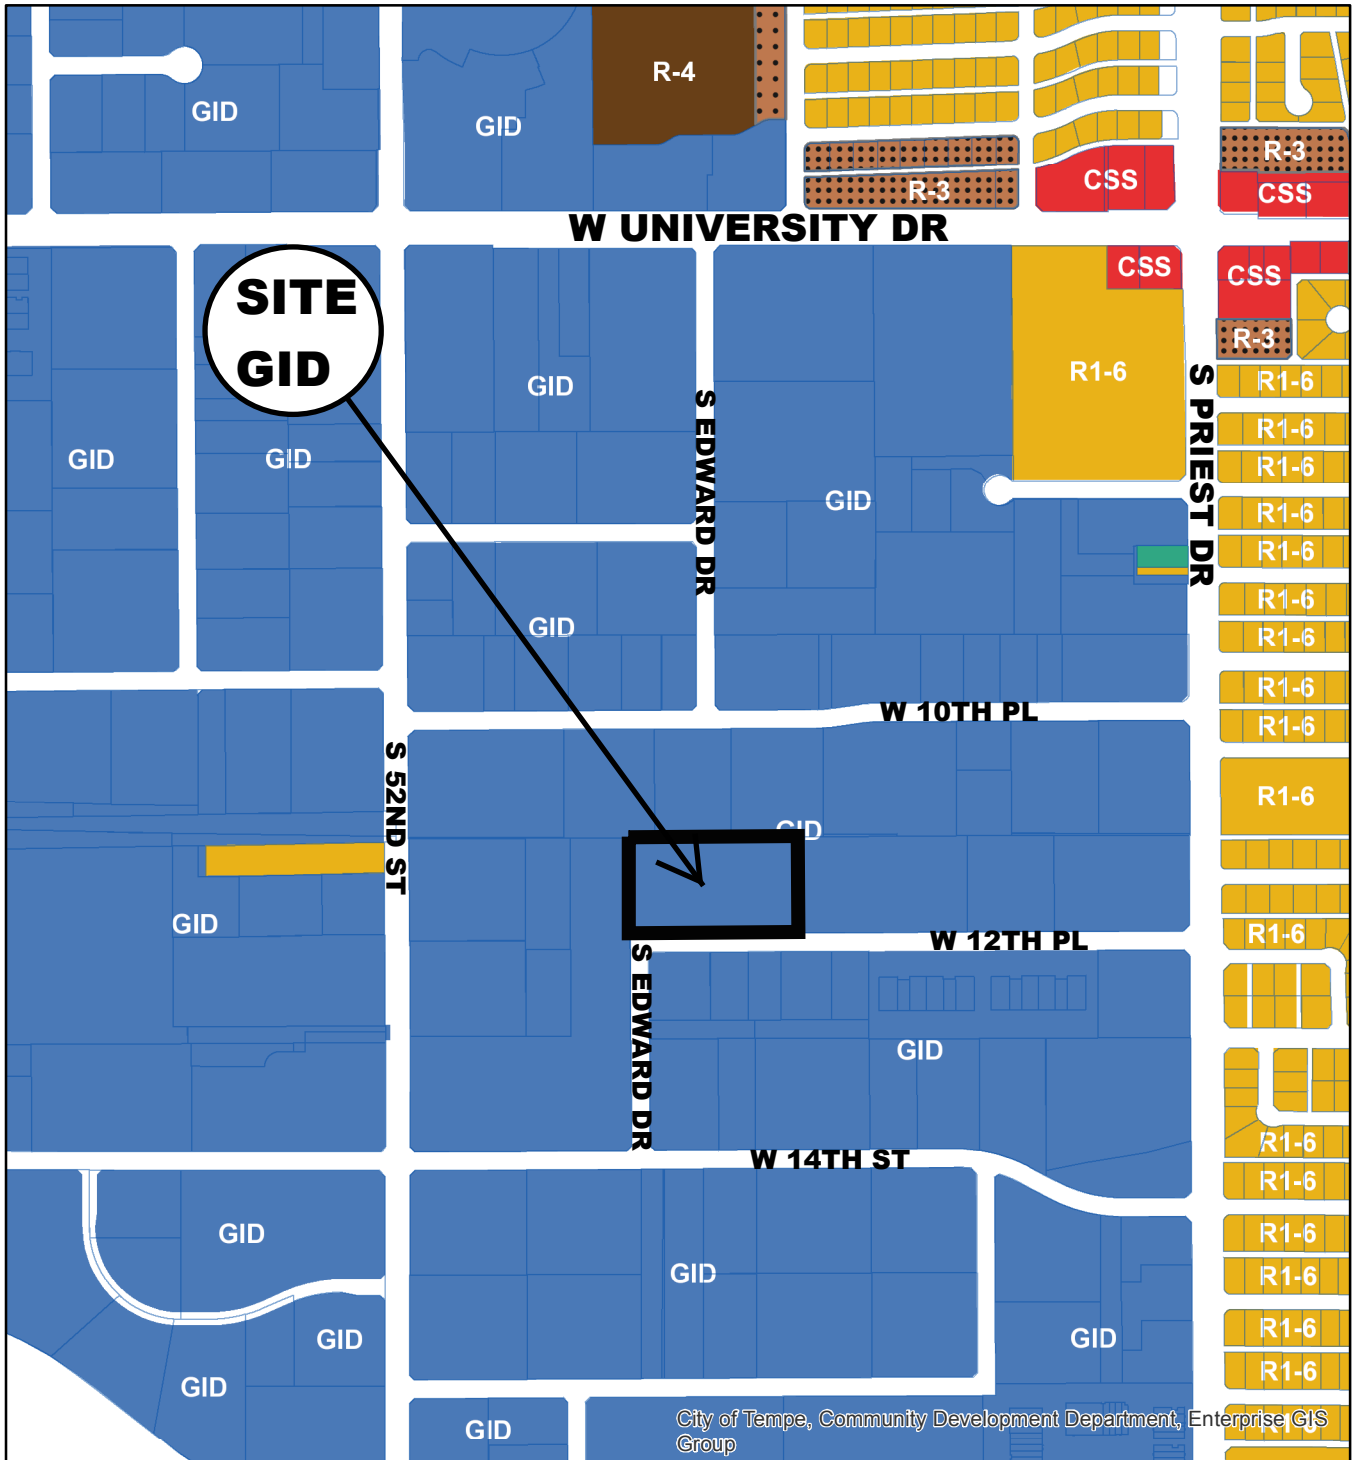 R-4
GID
GID
R-3
R-3
CSS
CSS
W UNIVERSITY DR
SITE
GID
CSS
CSS
R-3
R1-6
R1-6
S PRIEST DR
GID
S EDWARD DR
R1-6
GID
GID
R1-6
GID
R1-6
R1-6
R1-6
GID
R1-6
R1-6
W 10TH PL
R1-6
S 52ND ST
R1-6
GID
GID
W 12TH PL
R1-6
S EDWARD DR
GID
R1-6
W 14TH ST
R1-6
GID
R1-6
GID
R1-6
GID
GID
R1-6
R1-6
GID
GID
R1-6
City of Tempe, Community Development Department, Enterprise GIS
Group